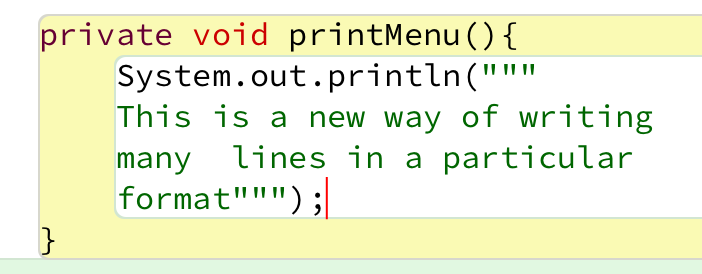 private void printMenu(){
System.out.println("""
This is a new way of writing
many  lines in a particular
format""");
}